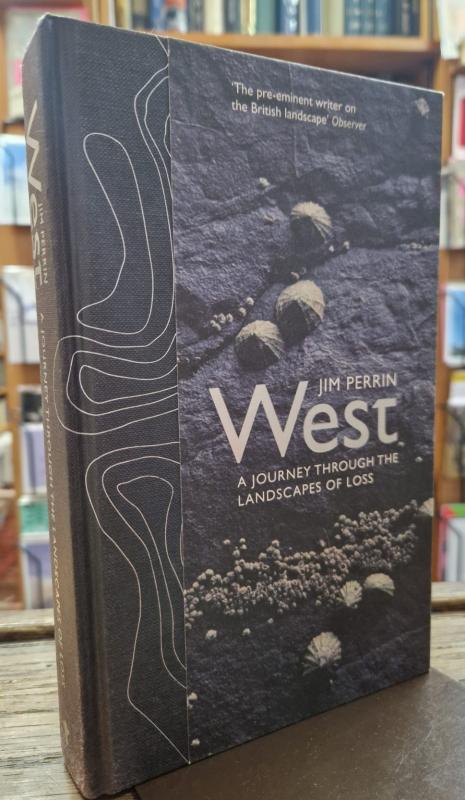 'The pre-eminent writer on
the British landscape' Observer
JIM PERRIN
West
A JOURNEY THROUGH THE
LANDSCAPES OF LOSS
West
JIM PERRIN
A JOURNEY THROUGH THE LANDSCAPES OF LOSS